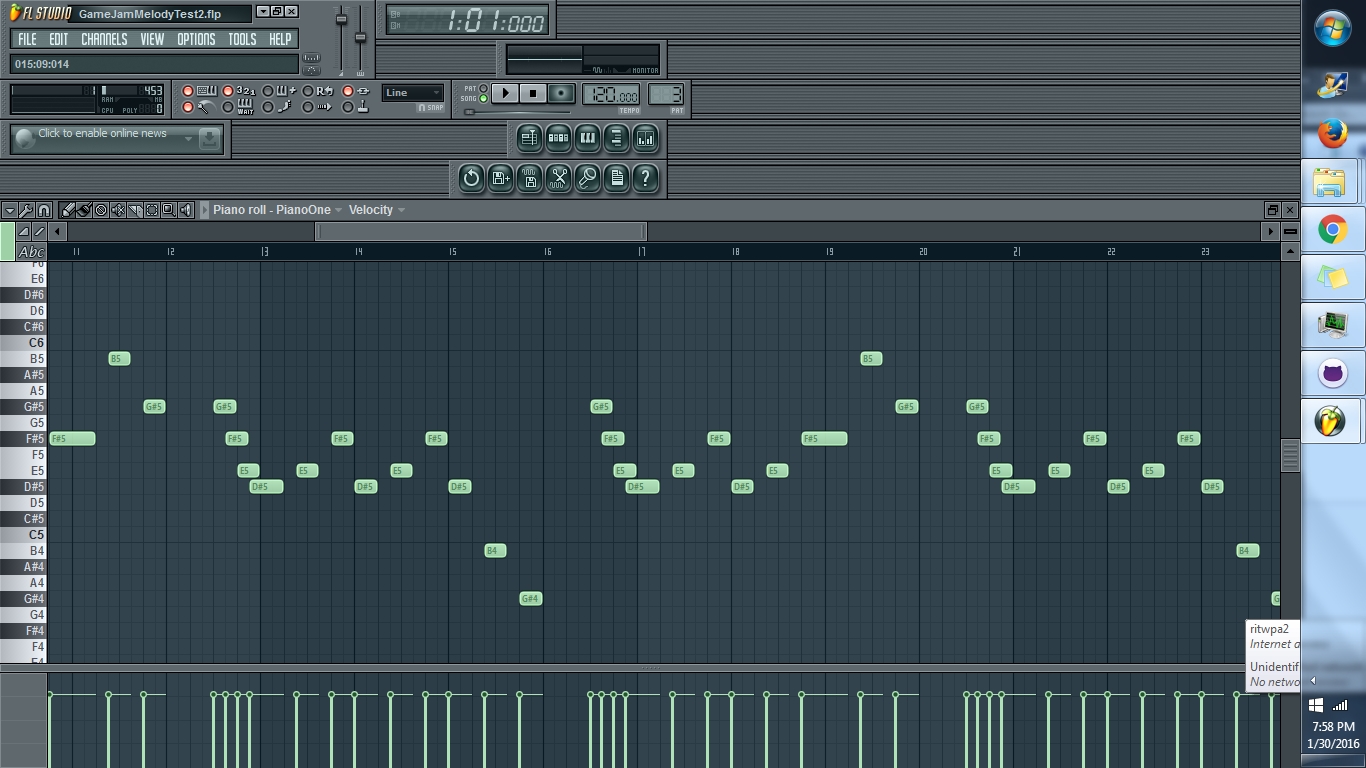 FL STUDIO GameJamMelodyTest2.flp
FILE EDIT CHANNELS VIEW OPTIONS TOOLS HELP
015:09:014
1:01:000
MONITOR
1 453
RAM
CPU POLY 0
321
WAIT
Line
SNAP
PAT
SONG
120.000
TEMPO
3
PAT
Click to enable online news
?
Piano roll - PianoOne Velocity
Abc
11 12 13 14 15 16 17 18 19 20 21 22 23
E6
D#6
D6
C#6
C6
B5 B5 B5
A#5
A5
G#5 G#5 G#5 G#5 G#5 G#5
G5
F#5 F#5 F#5 F#5 F#5 F#5 F#5 F#5 F#5 F#5 F#5
F5
E5 E5 E5 E5 E5 E5 E5 E5 E5 E5
D#5 D#5 D#5 D#5 D#5 D#5 D#5 D#5 D#5 D#5
D5
C#5
C5
B4 B4 B4
A#4
A4
G#4 G#4 G
G4
F#4
F4
ritwpa2
Internet
Unidentif
No netwo
7:58 PM
1/30/2016